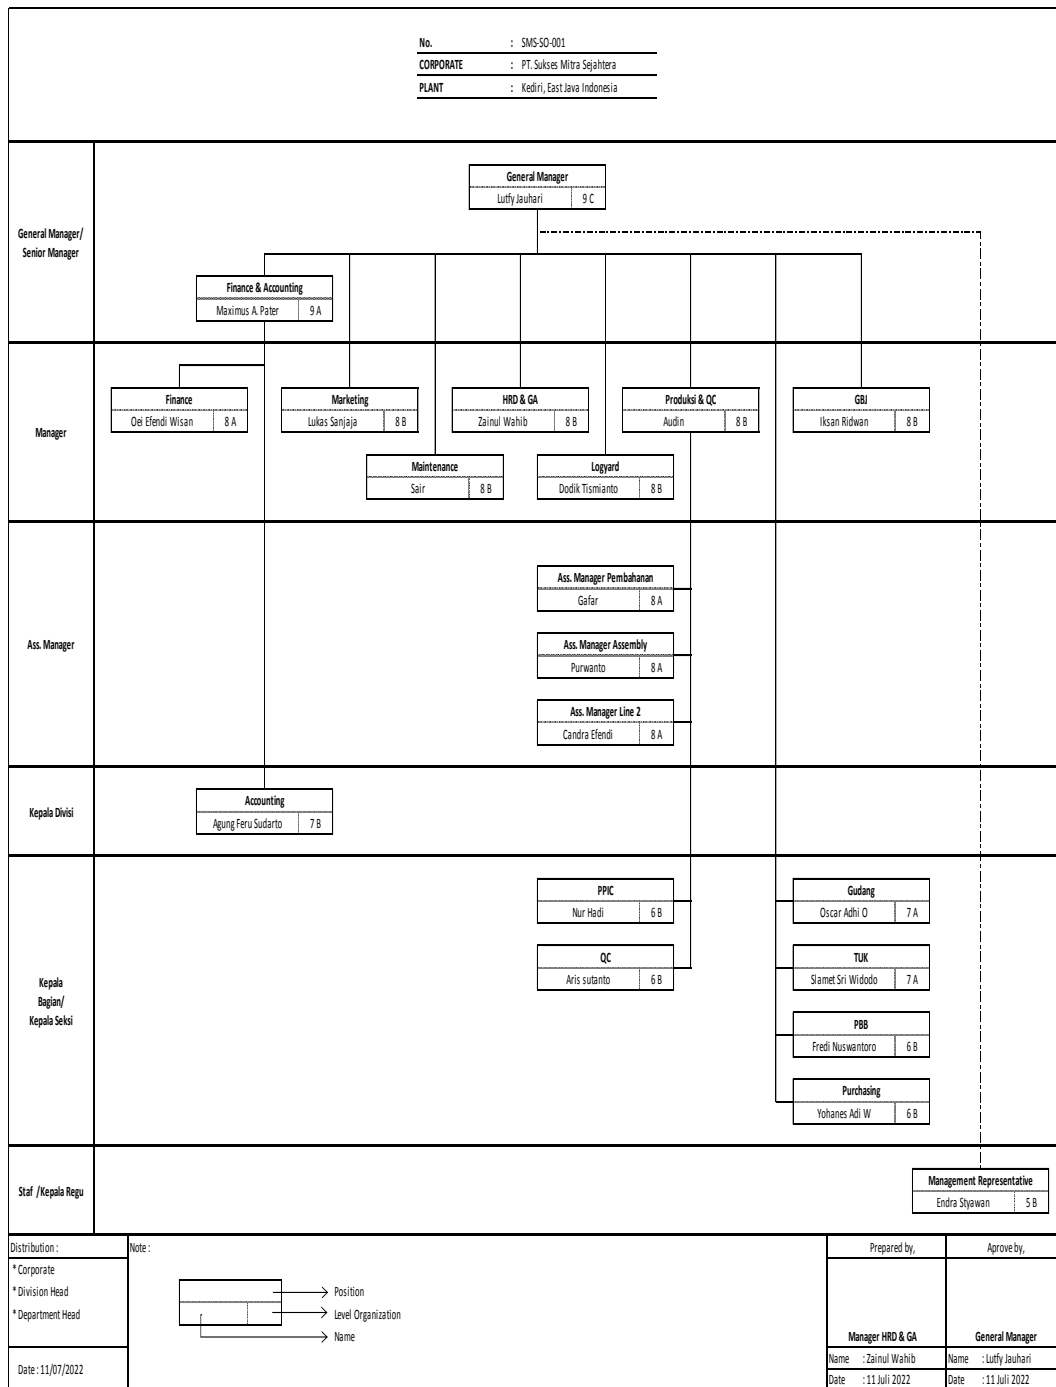 No. : SMS-SO-001
CORPORATE : PT. Sukses Mitra Sejahtera
PLANT : Kediri, East Java Indonesia
General Manager/
Senior Manager
General Manager
Lutfy Jauhari 9 C
Finance & Accounting
Maximus A. Pater 9 A
Manager
Finance
Oei Efendi Wisan 8 A
Marketing
Lukas Sanjaja 8 B
HRD & GA
Zainul Wahib 8 B
Produksi & QC
Audin 8 B
GBJ
Iksan Ridwan 8 B
Maintenance
Sair 8 B
Logyard
Dodik Tismianto 8 B
Ass. Manager
Ass. Manager Pembahanan
Gafar 8 A
Ass. Manager Assembly
Purwanto 8 A
Ass. Manager Line 2
Candra Efendi 8 A
Kepala Divisi
Accounting
Agung Feru Sudarto 7 B
Kepala
Bagian/
Kepala Seksi
PPIC
Nur Hadi 6 B
Gudang
Oscar Adhi O 7 A
QC
Aris sutanto 6 B
TUK
Slamet Sri Widodo 7 A
PBB
Fredi Nuswantoro 6 B
Purchasing
Yohanes Adi W 6 B
Staf /Kepala Regu
Management Representative
Endra Styawan 5 B
Distribution :
* Corporate
* Division Head
* Department Head
Date : 11/07/2022
Note :
Position
Level Organization
Name
Prepared by,
Manager HRD & GA
Name : Zainul Wahib
Date : 11 Juli 2022
Aprove by,
General Manager
Name : Lutfy Jauhari
Date : 11 Juli 2022